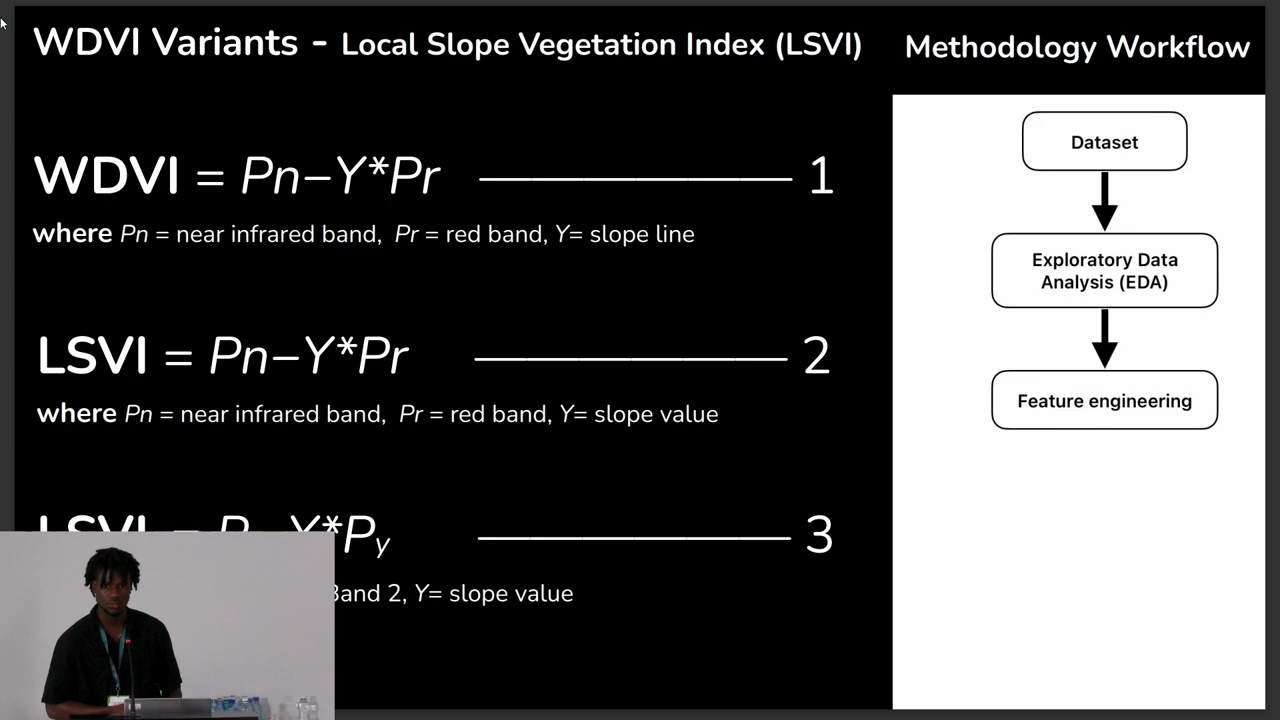 WDVI Variants - Local Slope Vegetation Index (LSVI)
WDVI = Pn–Y*Pr 1
where Pn = near infrared band, Pr = red band, Y= slope line
LSVI = Pn–Y*Pr 2
where Pn = near infrared band, Pr = red band, Y= slope value
LSVI = P Y*Py 3
Band 2, Y= slope value
Methodology Workflow
Dataset
Exploratory Data
Analysis (EDA)
Feature engineering